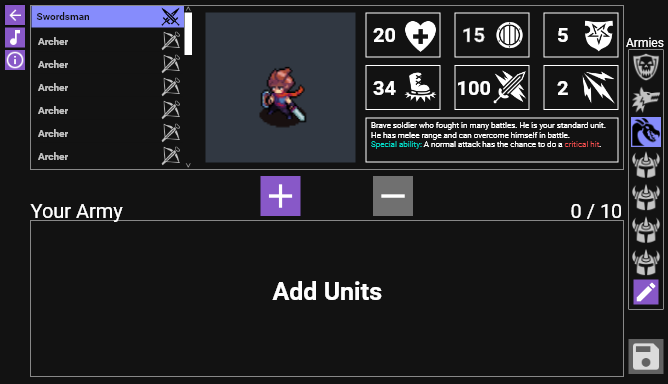 Swordsman
Archer
Archer
Archer
Archer
Archer
Archer
20
15
5
34
100
2
Brave soldier who fought in many battles. He is your standard unit.
He has melee range and can overcome himself in battle.
Special ability: A normal attack has the chance to do a critical hit.
Armies
Your Army
0 / 10
Add Units